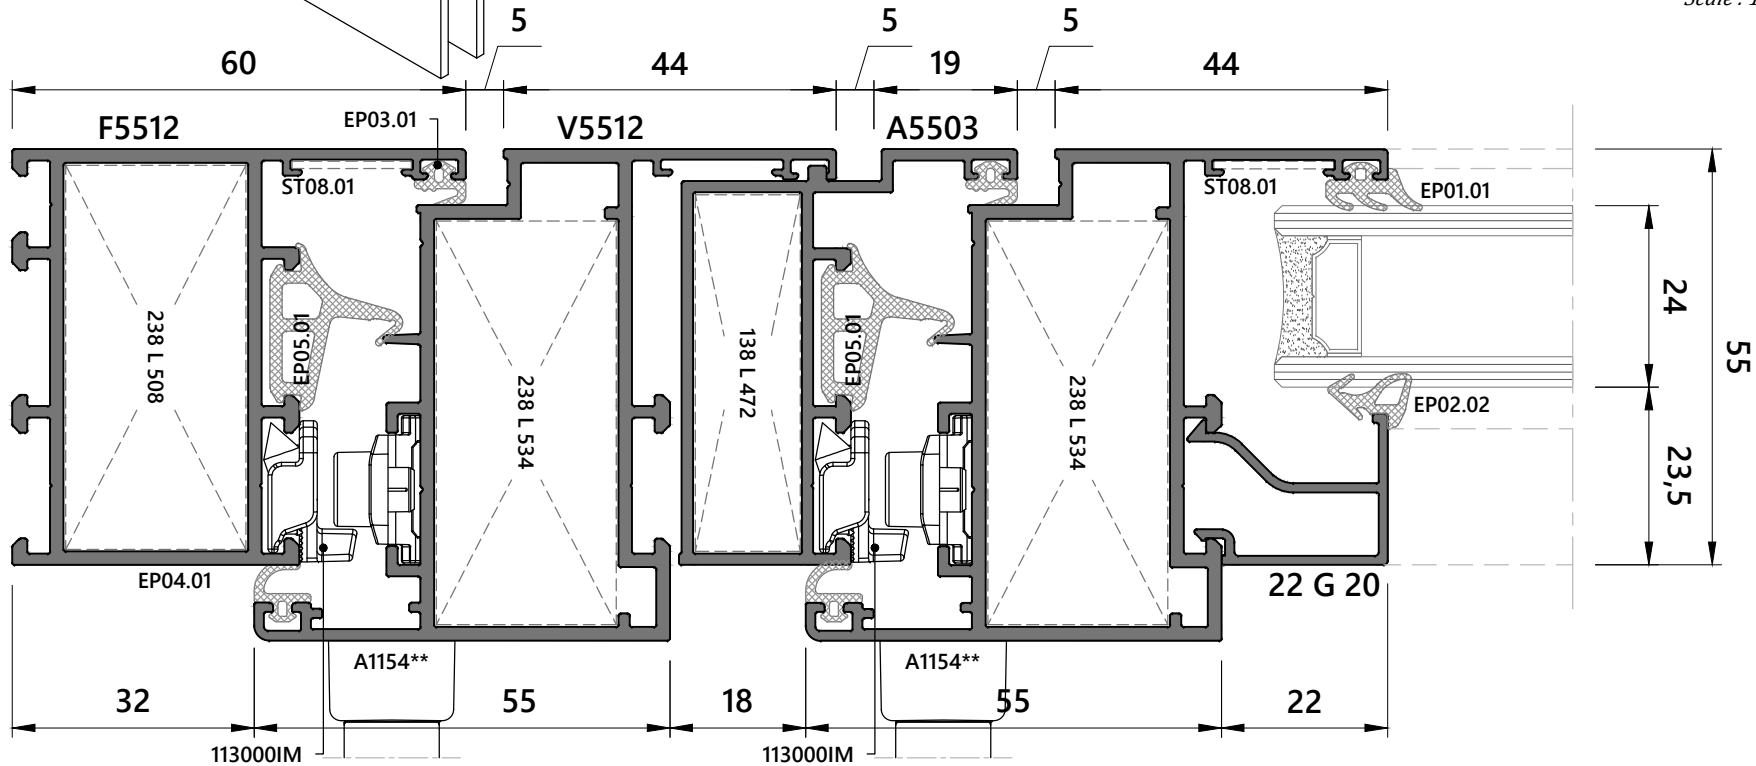 Scale : 1
5
5
5
60
44
19
44
F5512
EP03.01
V5512
A5503
ST08.01
ST08.01
EP01.01
238 L 508
EP05.01
238 L 534
138 L 472
EP05.01
238 L 534
24
55
EP02.02
23,5
EP04.01
22 G 20
A1154**
A1154**
32
55
18
55
22
113000IM
113000IM